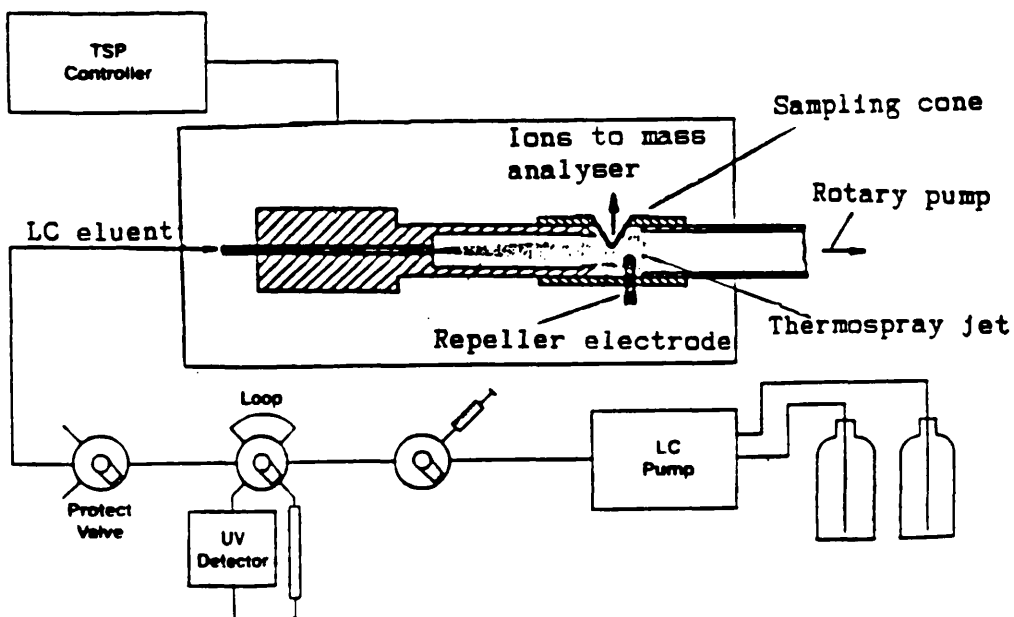 TSP
Controller
Sampling cone
Ions to mass
analyser
Rotary pump
LC eluent
Thermospray jet
Repeller electrode
Loop
LC
Pump
Protect
Valve
UV
Detector